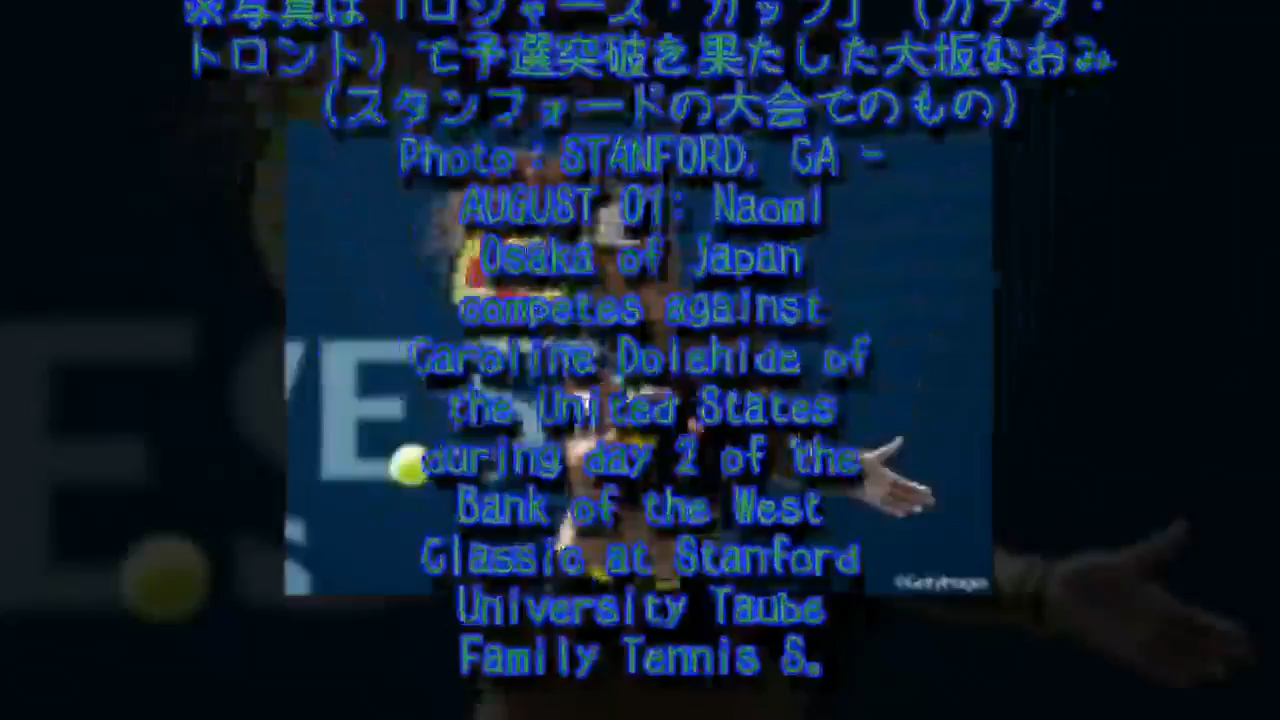 ※写真は「ロジャーズ・カップ」（カナダ・
トロント）で予選突破を果たした大坂なおみ
（スタンフォードの大会でのもの）
Photo : STANFORD, CA -
AUGUST 01: Naomi
Osaka of Japan
competes against
Caroline Dolehide of
the United States
during day 2 of the
Bank of the West
Classic at Stanford
University Taube
Family Tennis S.
E
VE
S
©GettyImages